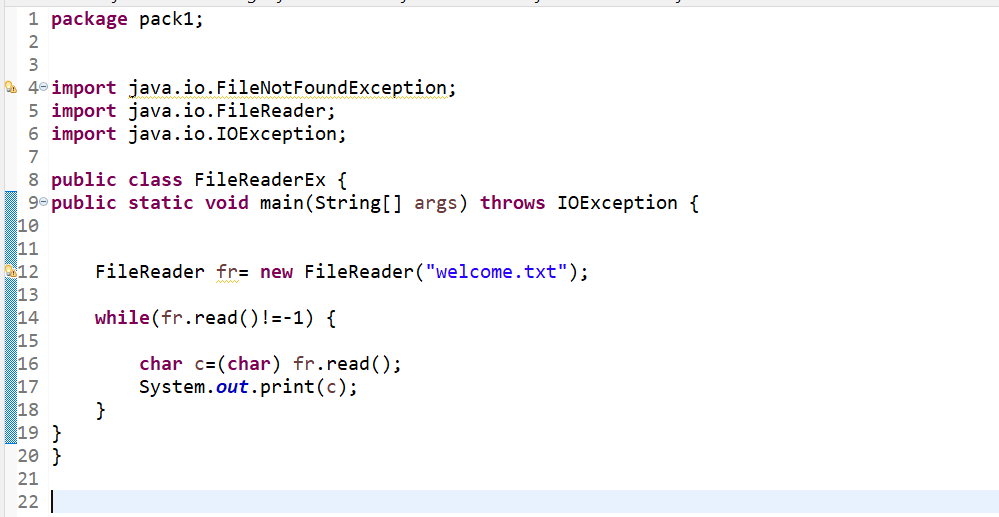 1 package pack1;
2
3
4 import java.io.FileNotFoundException;
5 import java.io.FileReader;
6 import java.io.IOException;
7
8 public class FileReaderEx {
9 public static void main(String[] args) throws IOException {
10
11
12     FileReader fr= new FileReader("welcome.txt");
13
14     while(fr.read()!=-1) {
15
16         char c=(char) fr.read();
17         System.out.print(c);
18     }
19 }
20 }
21
22